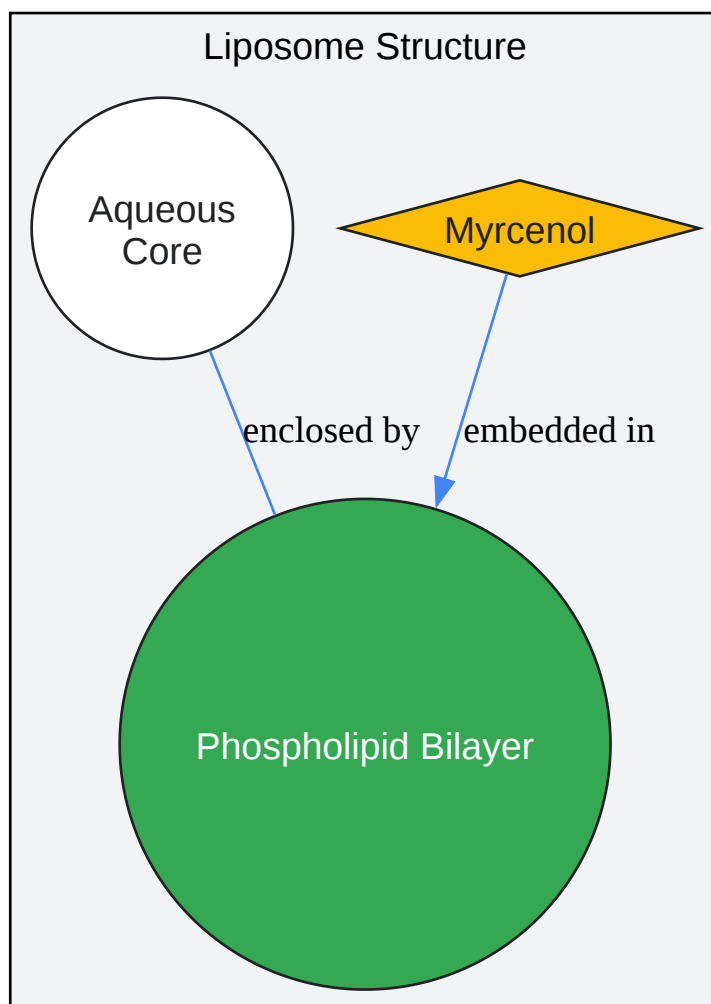 Liposome Structure
Aqueous
Core
Myrcenol
enclosed by
embedded in
Phospholipid Bilayer